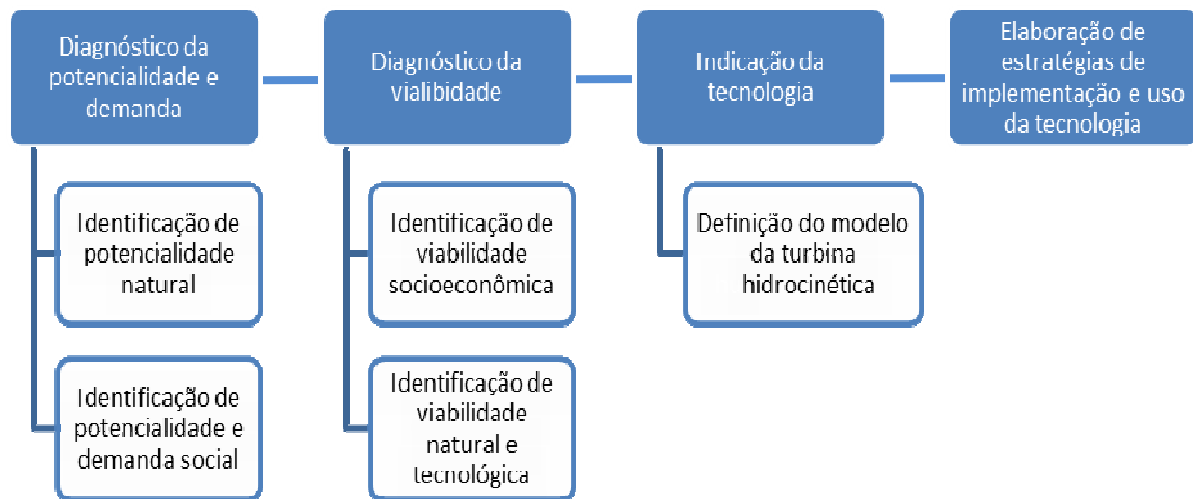 Diagnóstico da
potencialidade e
demanda
Identificação de
potencialidade
natural
Identificação de
potencialidade e
demanda social
Diagnóstico da
vialibidade
Identificação de
viabilidade
socioeconômica
Identificação de
viabilidade
natural e
tecnológica
Indicação da
tecnologia
Definição do modelo
da turbina
hidrocinética
Elaboração de
estratégias de
implementação e uso
da tecnologia